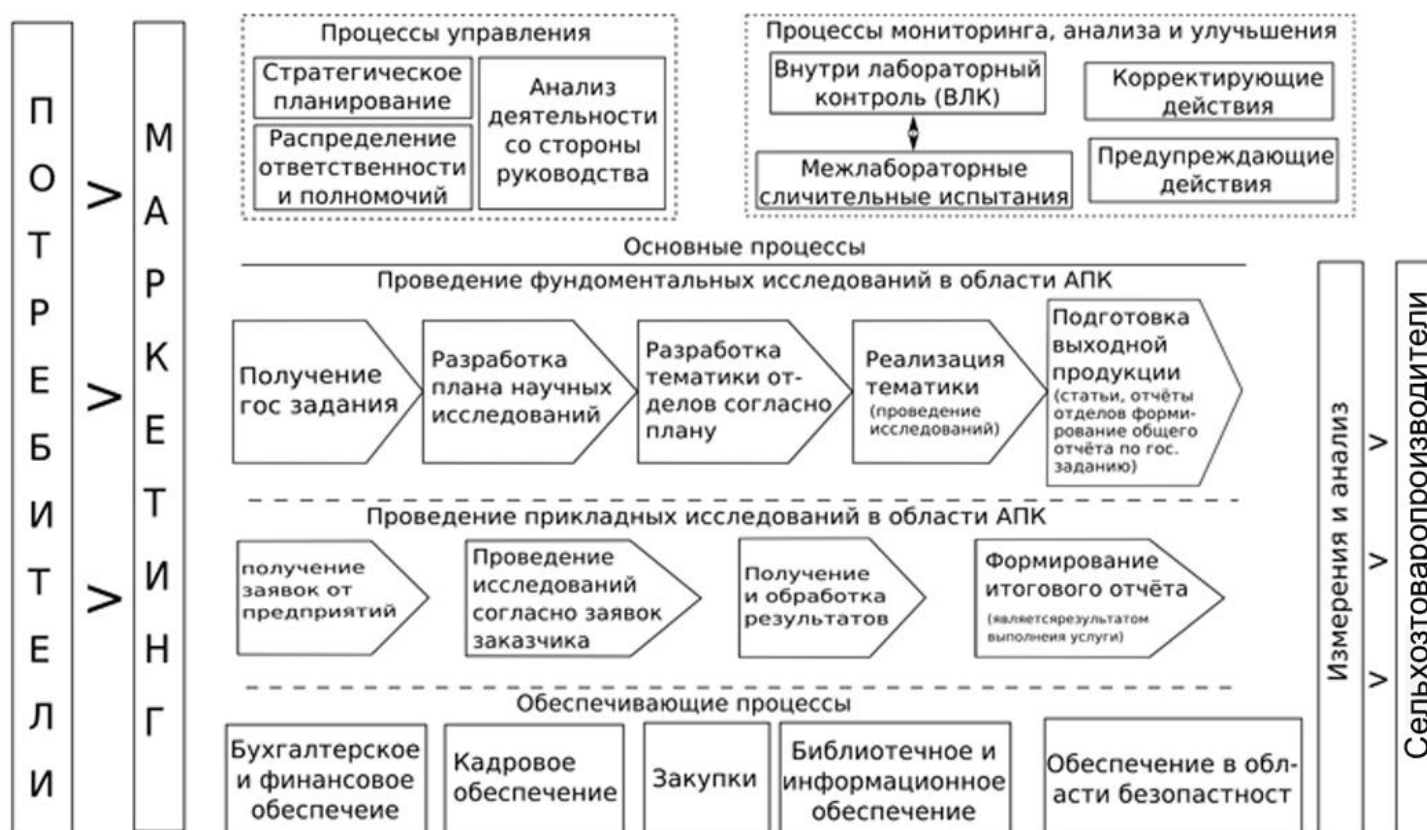 ПОТРЕБИТЕЛИ
>
>
>
МАРКЕТИНГ
Процессы управления
Стратегическое
планирование
Распределение
ответственности
и полномочий
Анализ
деятельности
со стороны
руководства
Процессы мониторинга, анализа и улучшения
Внутри лабораторный
контроль (ВЛК)
Межлабораторные
сличительные испытания
Корректирующие
действия
Предупреждающие
действия
Основные процессы
Проведение фундоментальных исследований в области АПК
Получение
гос задания
Разработка
плана научных
исследований
Разработка
тематики от-
делов согласно
плану
Реализация
тематики
(проведение
исследований)
Подготовка
выходной
продукции
(статьи, отчёты
отделов форми-
рование общего
отчёта по гос.
заданию)
Проведение прикладных исследований в области АПК
получение
заявок от
предприятий
Проведение
исследований
согласно заявок
заказчика
Получение
и обработка
результатов
Формирование
итогового отчёта
(являетсярезультатом
выполнеия услуги)
Обеспечивающие процессы
Бухгалтерское
и финансовое
обеспечеие
Кадровое
обеспечение
Закупки
Библиотечное и
информационное
обеспечение
Обеспечение в обл-
асти безопастност
Измерения и анализ
>
>
>
Сельхозтоваропроизводители